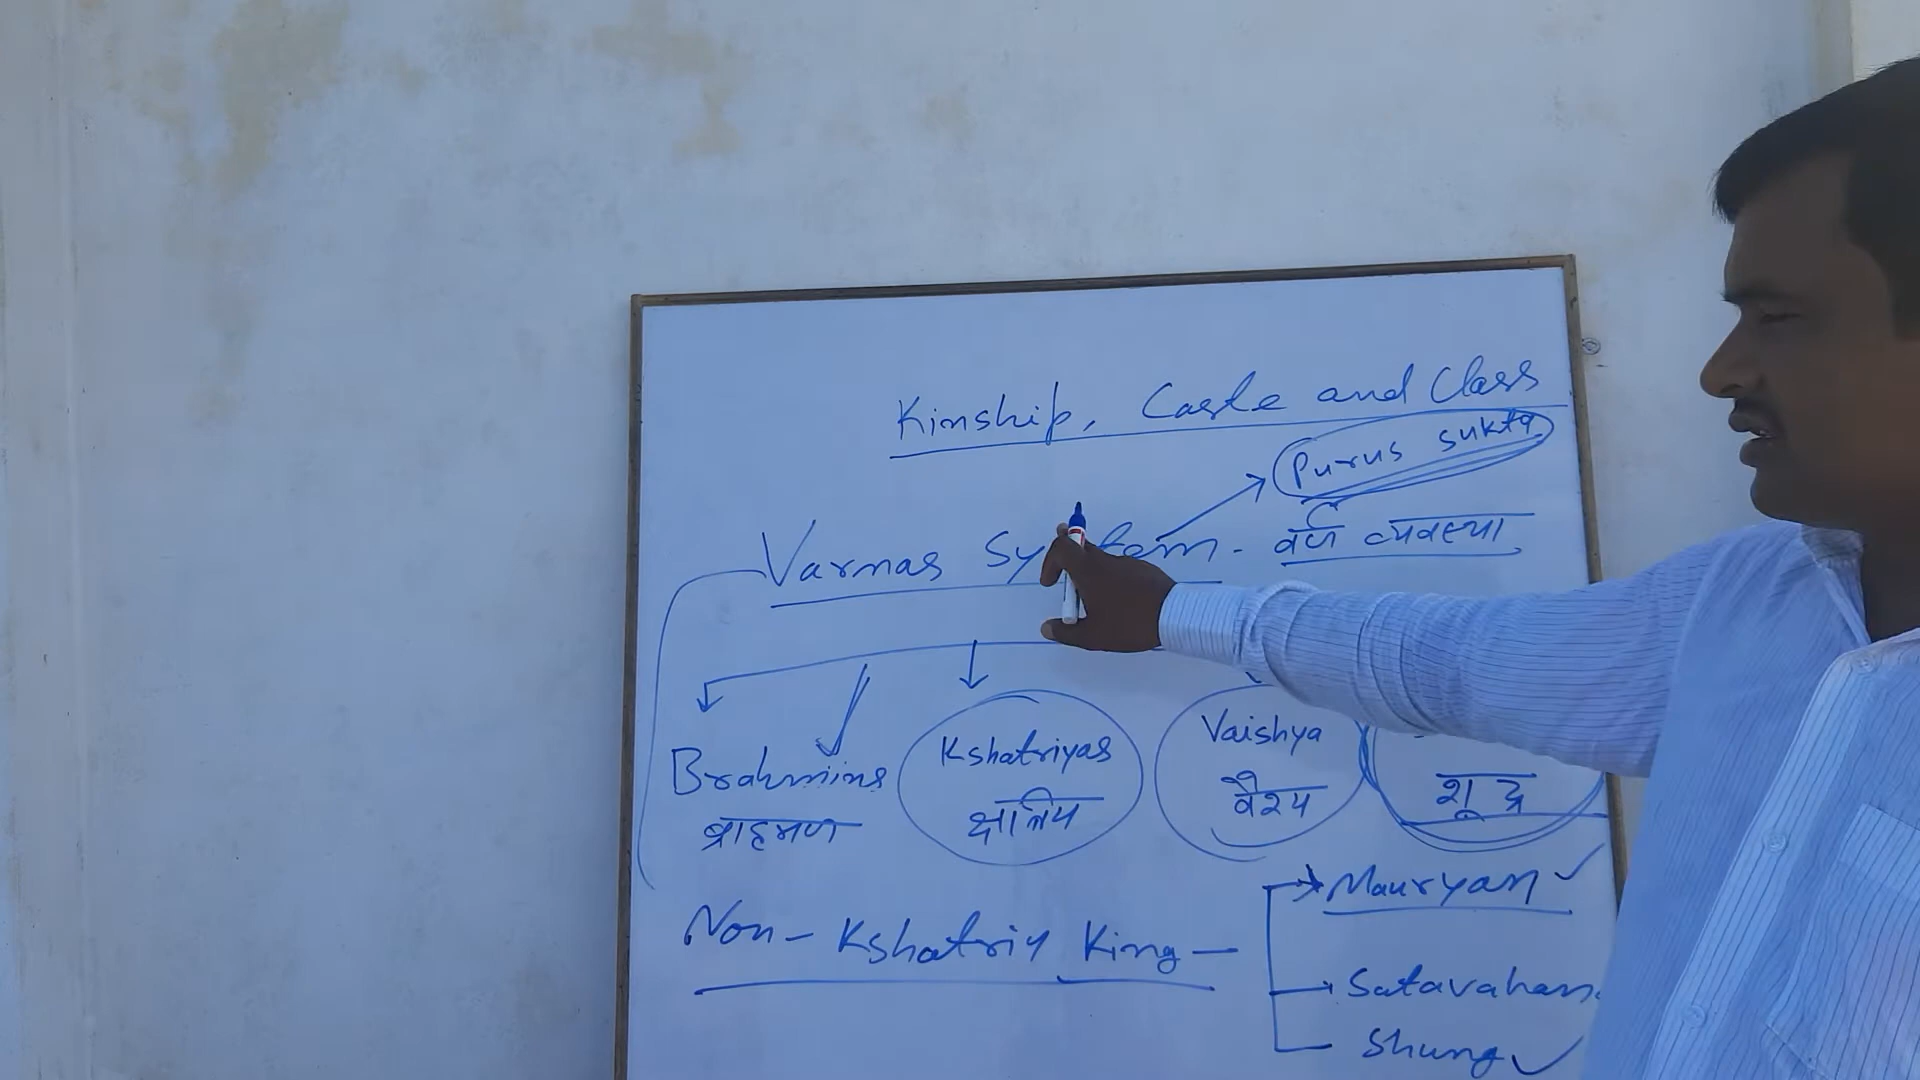 Kinship, Caste and Class
Purus sukta
Varnas System - वर्ण व्यवस्था
Brahmins Kshatriyas Vaishya
ब्राहमण क्षत्रिय वैश्य शूद्र
Non-Kshatriy King - Mauryan
Satavahan
Shung